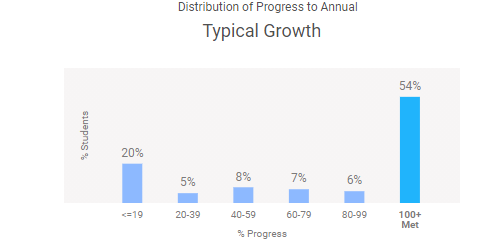 Distribution of Progress to Annual
Typical Growth
% Students
20%
5%
8%
7%
6%
54%
<=19
20-39
40-59
60-79
80-99
100+
Met
% Progress